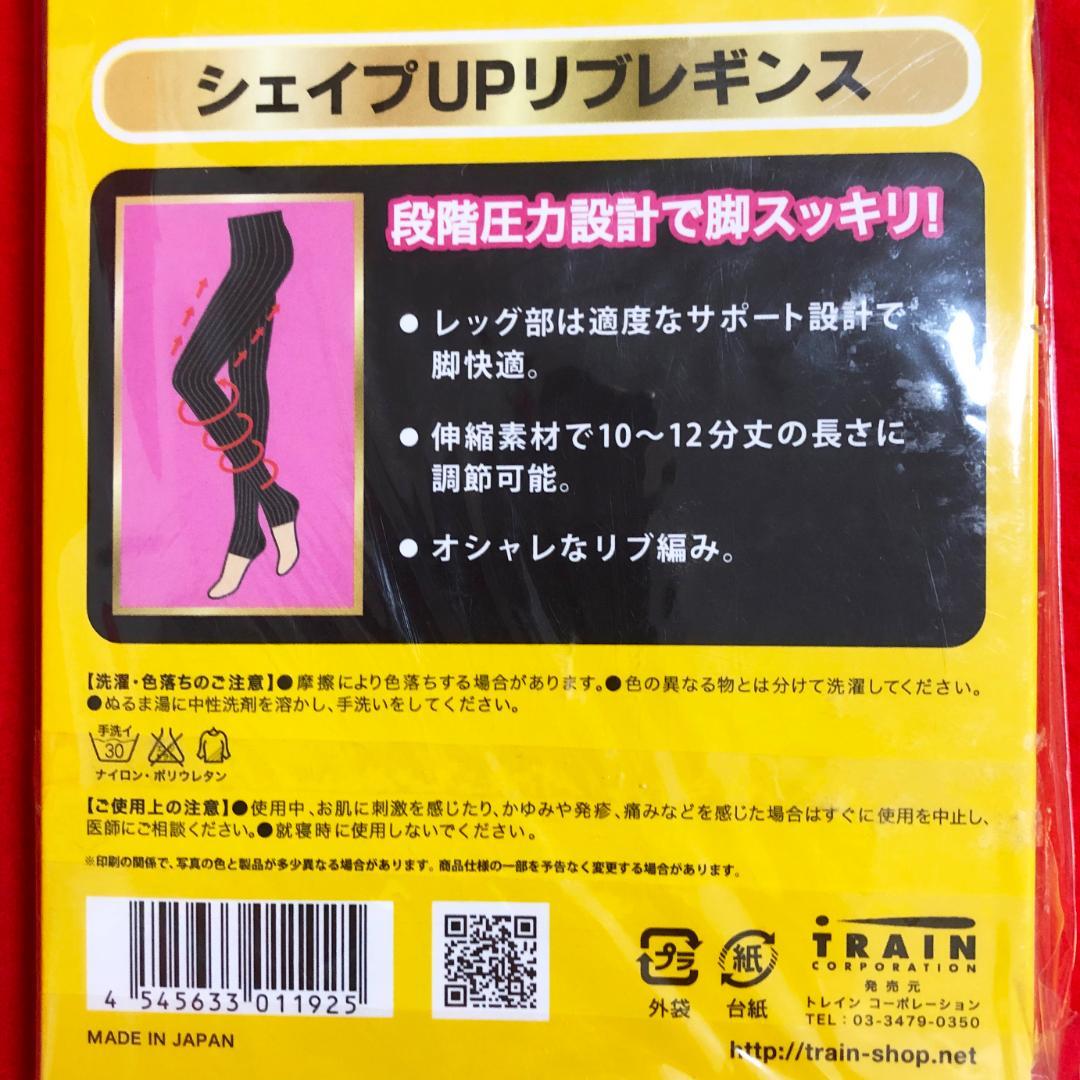 シェイプUPリブレギンス
段階圧力設計で脚スッキリ!
●レッグ部は適度なサポート設計で
脚快適。
●伸縮素材で10～12分丈の長さに
調節可能。
●オシャレなリブ編み。
【洗濯・色落ちのご注意】●摩擦により色落ちする場合があります。●色の異なる物とは分けて洗濯してください。
●ぬるま湯に中性洗剤を溶かし、手洗いをしてください。
手洗イ
30
ナイロン・ポリウレタン
【ご使用上の注意】●使用中、お肌に刺激を感じたり、かゆみや発疹、痛みなどを感じた場合はすぐに使用を中止し、
医師にご相談ください。●就寝時に使用しないでください。
※印刷の関係で、写真の色と製品が多少異なる場合があります。商品仕様の一部を予告なく変更する場合があります。
4 545633 011925
MADE IN JAPAN
プラ
外袋
紙
台紙
TRAIN
CORPORATION
発売元
トレイン コーポレーション
TEL：03-3479-0350
http://train-shop.net